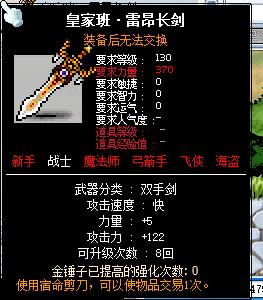 皇家班·雷昂长剑
装备后无法交换
要求等级： 130
要求力量： 370
要求敏捷： 0
要求智力： 0
要求运气： 0
要求人气度： -
道具等级： -
道具经验值： -
新手 战士 魔法师 弓箭手 飞侠 海盗
武器分类 ： 双手剑
攻击速度 ： 快
力量 ： +5
攻击力 ： +122
可升级次数 ： 8回
金锤子已提高的强化次数: 0
使用宿命剪刀，可以使物品交易1次。